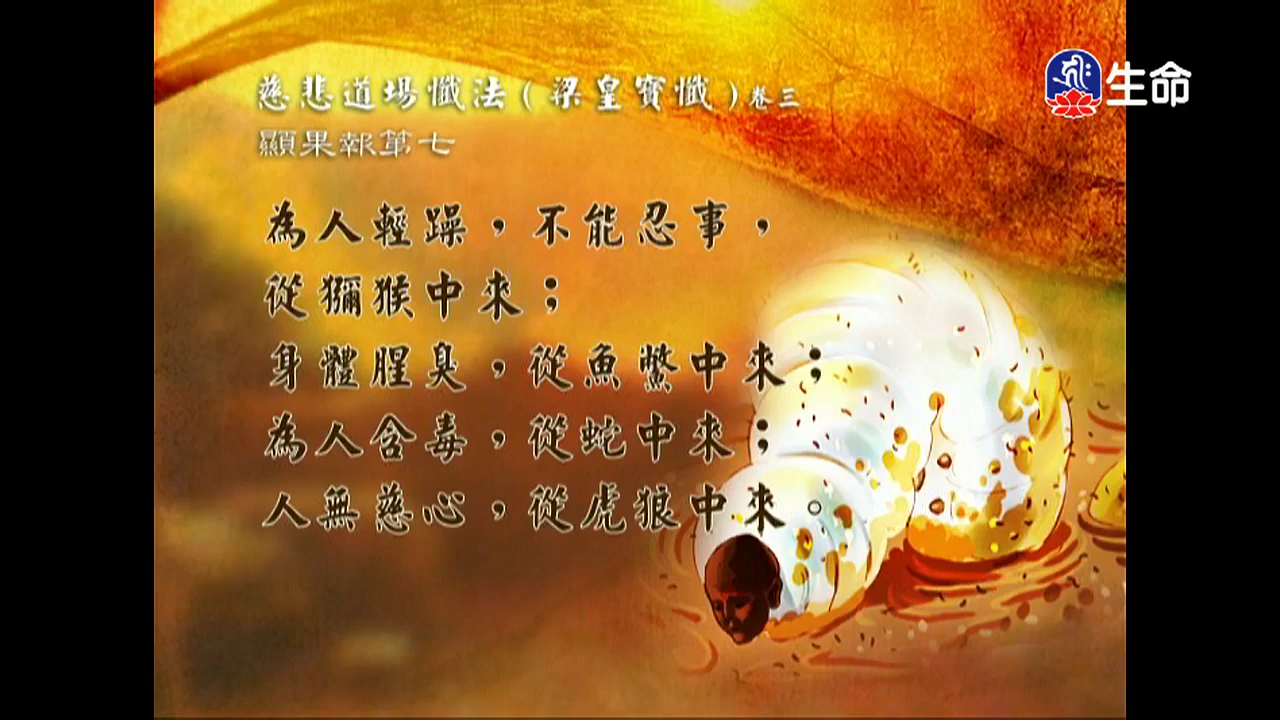 慈悲道場懺法(梁皇寶懺)卷三
生命
顯果報第七
為人輕躁，不能忍事，
從獼猴中來；
身體腥臭，從魚鱉中來；
為人含毒，從蛇中來；
人無慈心，從虎狼中來。